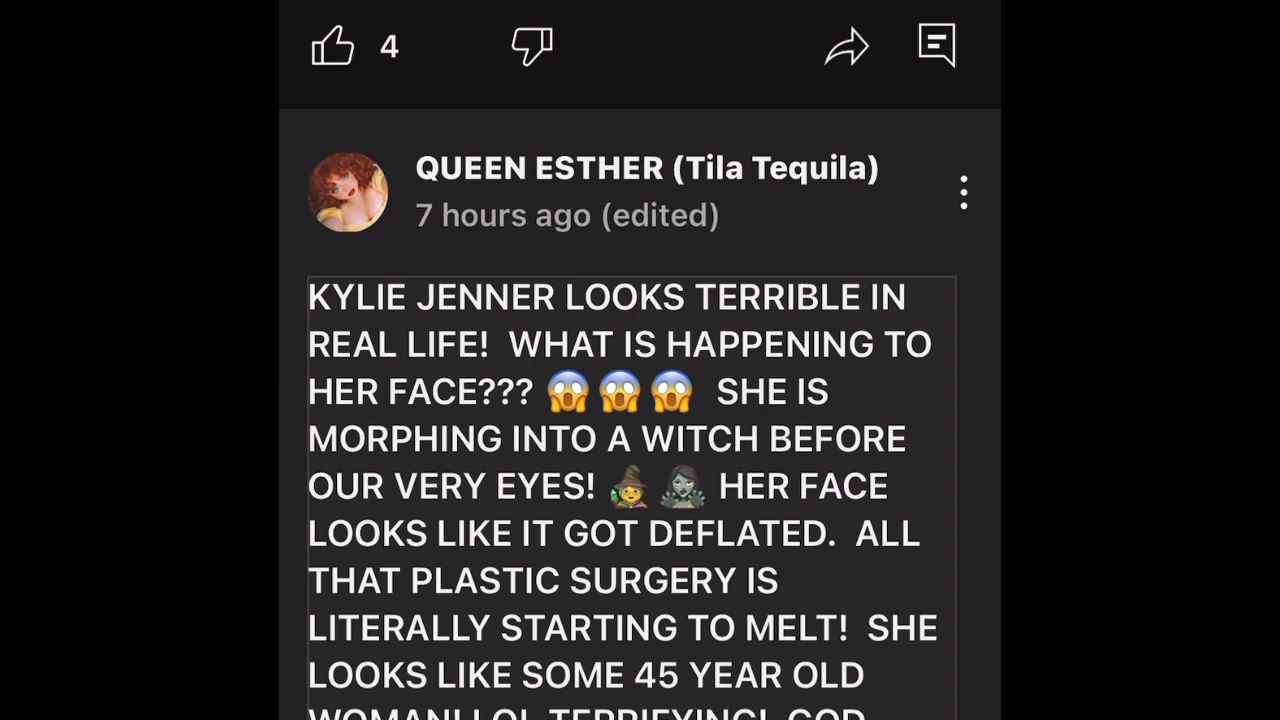 4
QUEEN ESTHER (Tila Tequila)
7 hours ago (edited)
KYLIE JENNER LOOKS TERRIBLE IN
REAL LIFE! WHAT IS HAPPENING TO
HER FACE??? 😱 😱 😱 SHE IS
MORPHING INTO A WITCH BEFORE
OUR VERY EYES! 🧙‍♀️ 🧟‍♀️ HER FACE
LOOKS LIKE IT GOT DEFLATED. ALL
THAT PLASTIC SURGERY IS
LITERALLY STARTING TO MELT! SHE
LOOKS LIKE SOME 45 YEAR OLD
WOMAN! LOL TERRIFYING! GOD